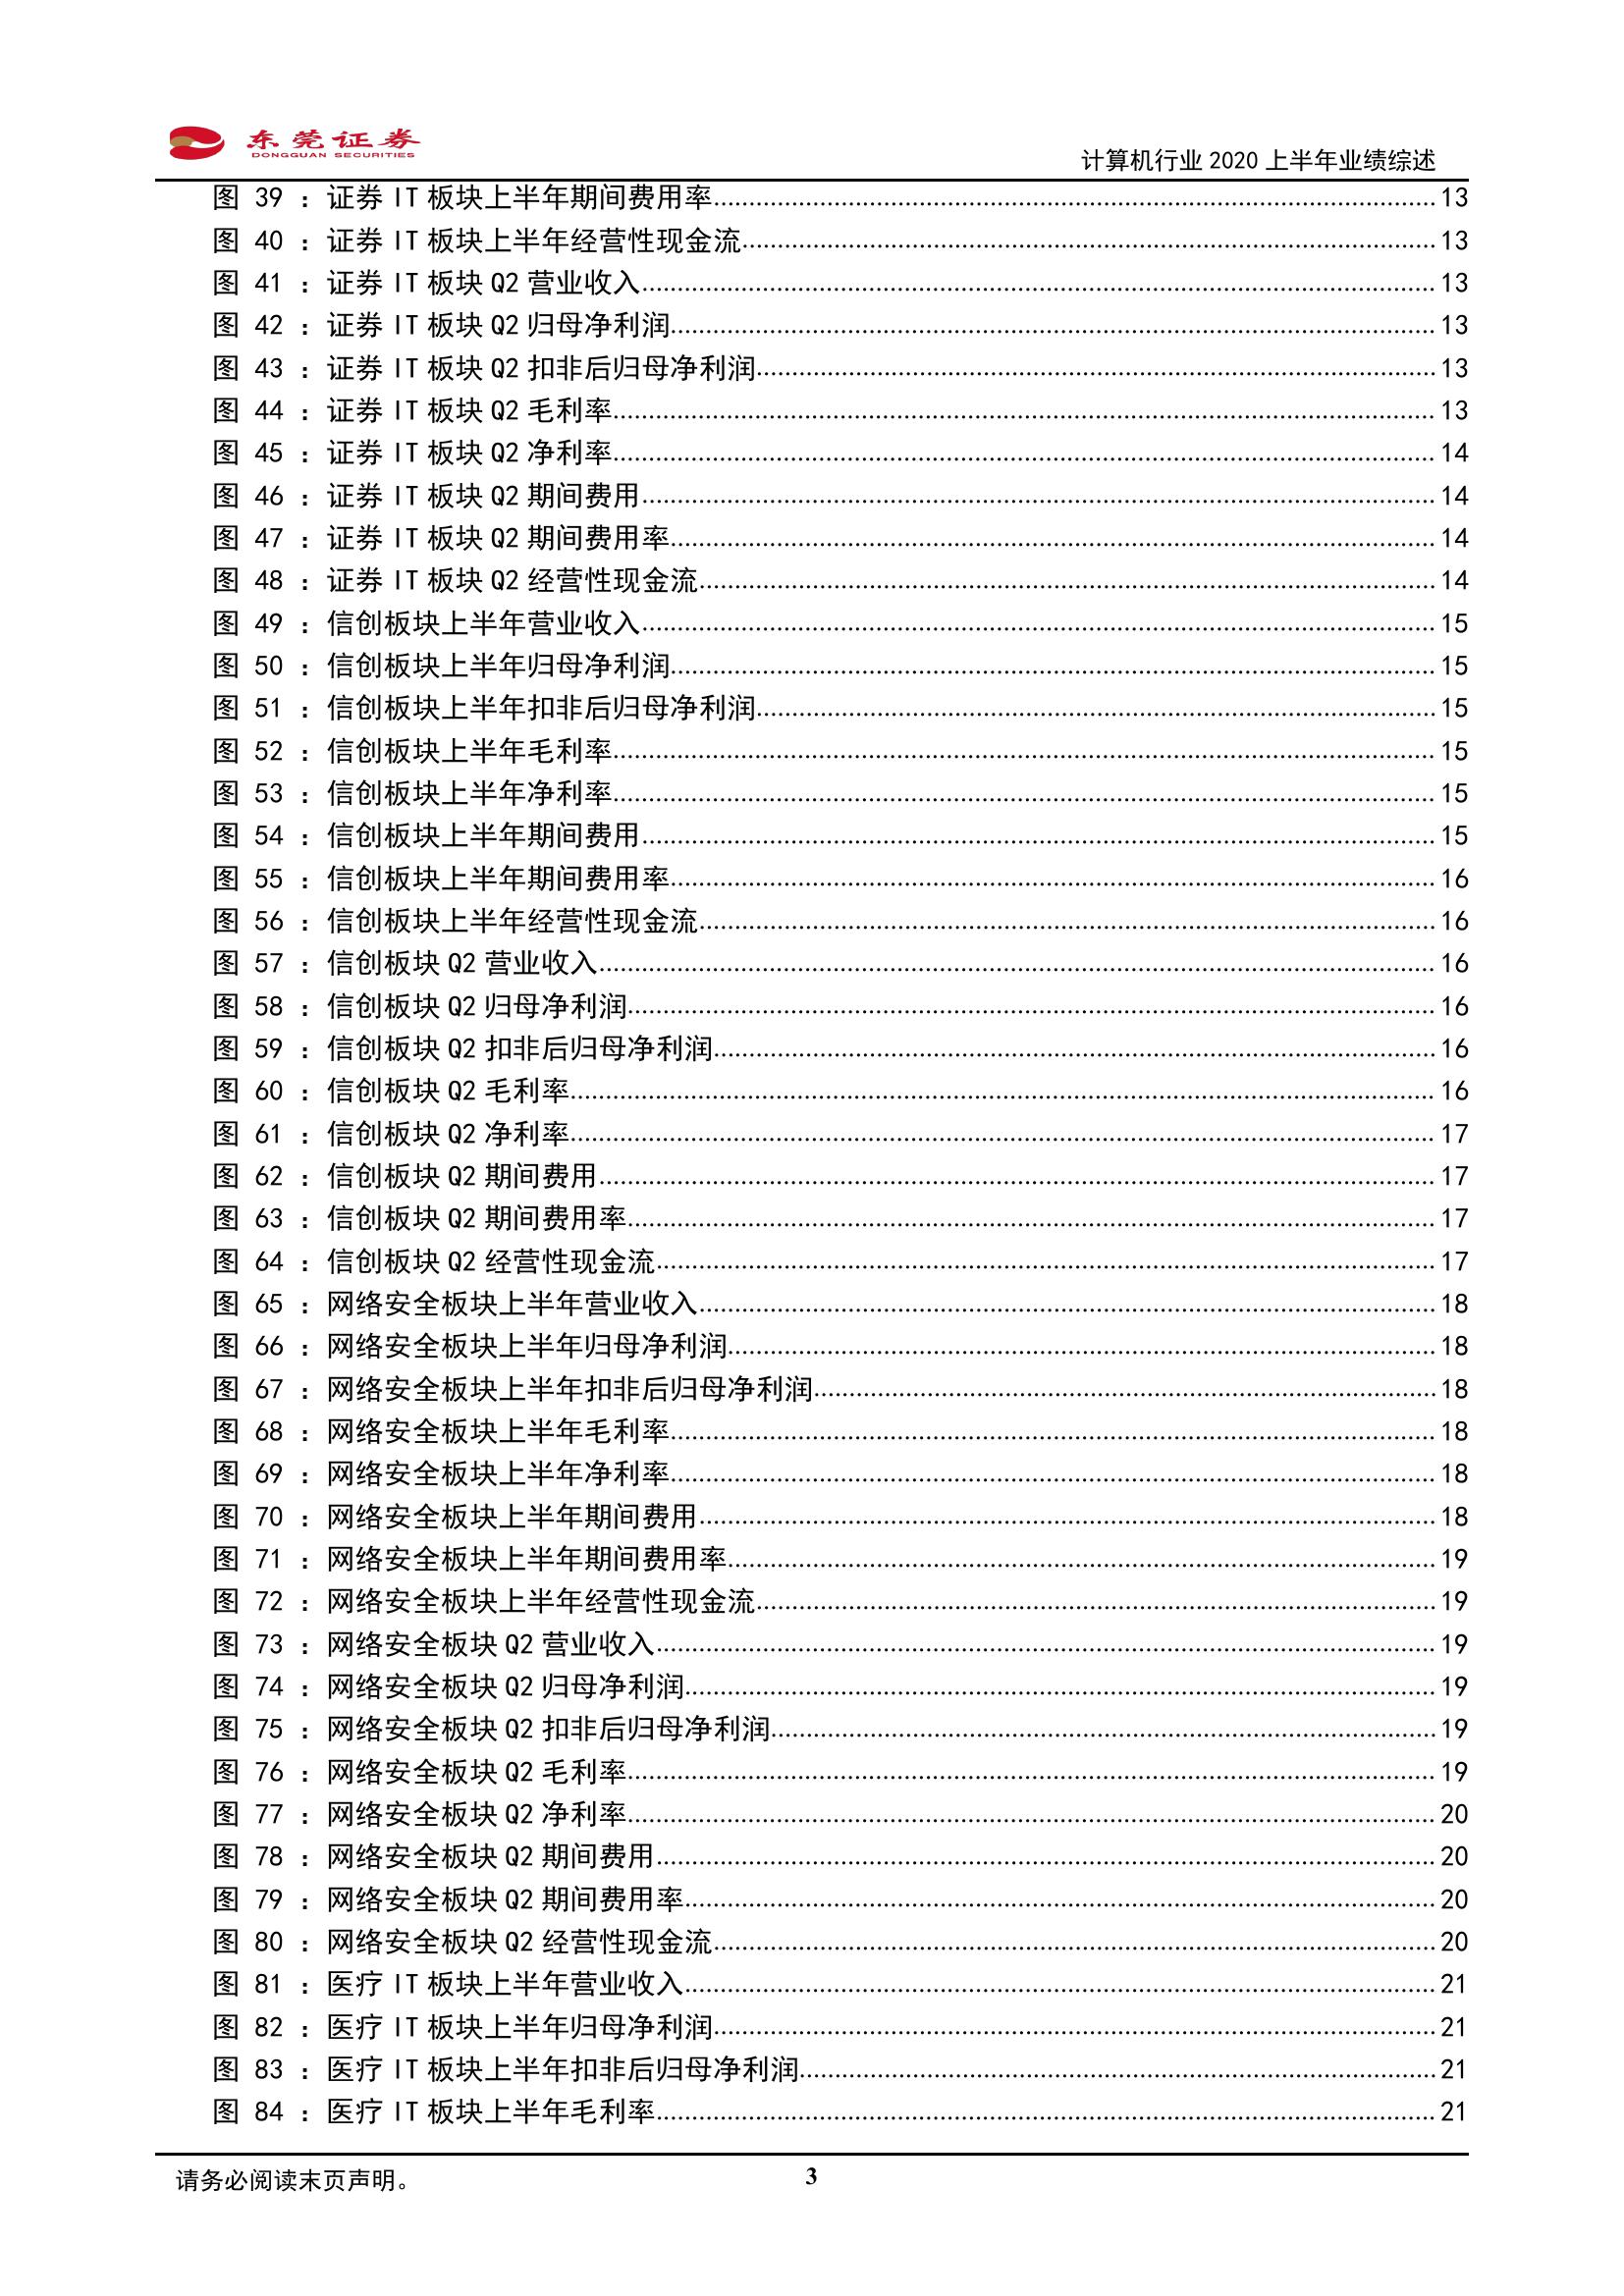 东莞证券
DONGGUAN SECURITIES
计算机行业 2020 上半年业绩综述
图 39 ：证券 IT 板块上半年期间费用率 13
图 40 ：证券 IT 板块上半年经营性现金流 13
图 41 ：证券 IT 板块 Q2 营业收入 13
图 42 ：证券 IT 板块 Q2 归母净利润 13
图 43 ：证券 IT 板块 Q2 扣非后归母净利润 13
图 44 ：证券 IT 板块 Q2 毛利率 13
图 45 ：证券 IT 板块 Q2 净利率 14
图 46 ：证券 IT 板块 Q2 期间费用 14
图 47 ：证券 IT 板块 Q2 期间费用率 14
图 48 ：证券 IT 板块 Q2 经营性现金流 14
图 49 ：信创板块上半年营业收入 15
图 50 ：信创板块上半年归母净利润 15
图 51 ：信创板块上半年扣非后归母净利润 15
图 52 ：信创板块上半年毛利率 15
图 53 ：信创板块上半年净利率 15
图 54 ：信创板块上半年期间费用 15
图 55 ：信创板块上半年期间费用率 16
图 56 ：信创板块上半年经营性现金流 16
图 57 ：信创板块 Q2 营业收入 16
图 58 ：信创板块 Q2 归母净利润 16
图 59 ：信创板块 Q2 扣非后归母净利润 16
图 60 ：信创板块 Q2 毛利率 16
图 61 ：信创板块 Q2 净利率 17
图 62 ：信创板块 Q2 期间费用 17
图 63 ：信创板块 Q2 期间费用率 17
图 64 ：信创板块 Q2 经营性现金流 17
图 65 ：网络安全板块上半年营业收入 18
图 66 ：网络安全板块上半年归母净利润 18
图 67 ：网络安全板块上半年扣非后归母净利润 18
图 68 ：网络安全板块上半年毛利率 18
图 69 ：网络安全板块上半年净利率 18
图 70 ：网络安全板块上半年期间费用 18
图 71 ：网络安全板块上半年期间费用率 19
图 72 ：网络安全板块上半年经营性现金流 19
图 73 ：网络安全板块 Q2 营业收入 19
图 74 ：网络安全板块 Q2 归母净利润 19
图 75 ：网络安全板块 Q2 扣非后归母净利润 19
图 76 ：网络安全板块 Q2 毛利率 19
图 77 ：网络安全板块 Q2 净利率 20
图 78 ：网络安全板块 Q2 期间费用 20
图 79 ：网络安全板块 Q2 期间费用率 20
图 80 ：网络安全板块 Q2 经营性现金流 20
图 81 ：医疗 IT 板块上半年营业收入 21
图 82 ：医疗 IT 板块上半年归母净利润 21
图 83 ：医疗 IT 板块上半年扣非后归母净利润 21
图 84 ：医疗 IT 板块上半年毛利率 21
请务必阅读末页声明。
3